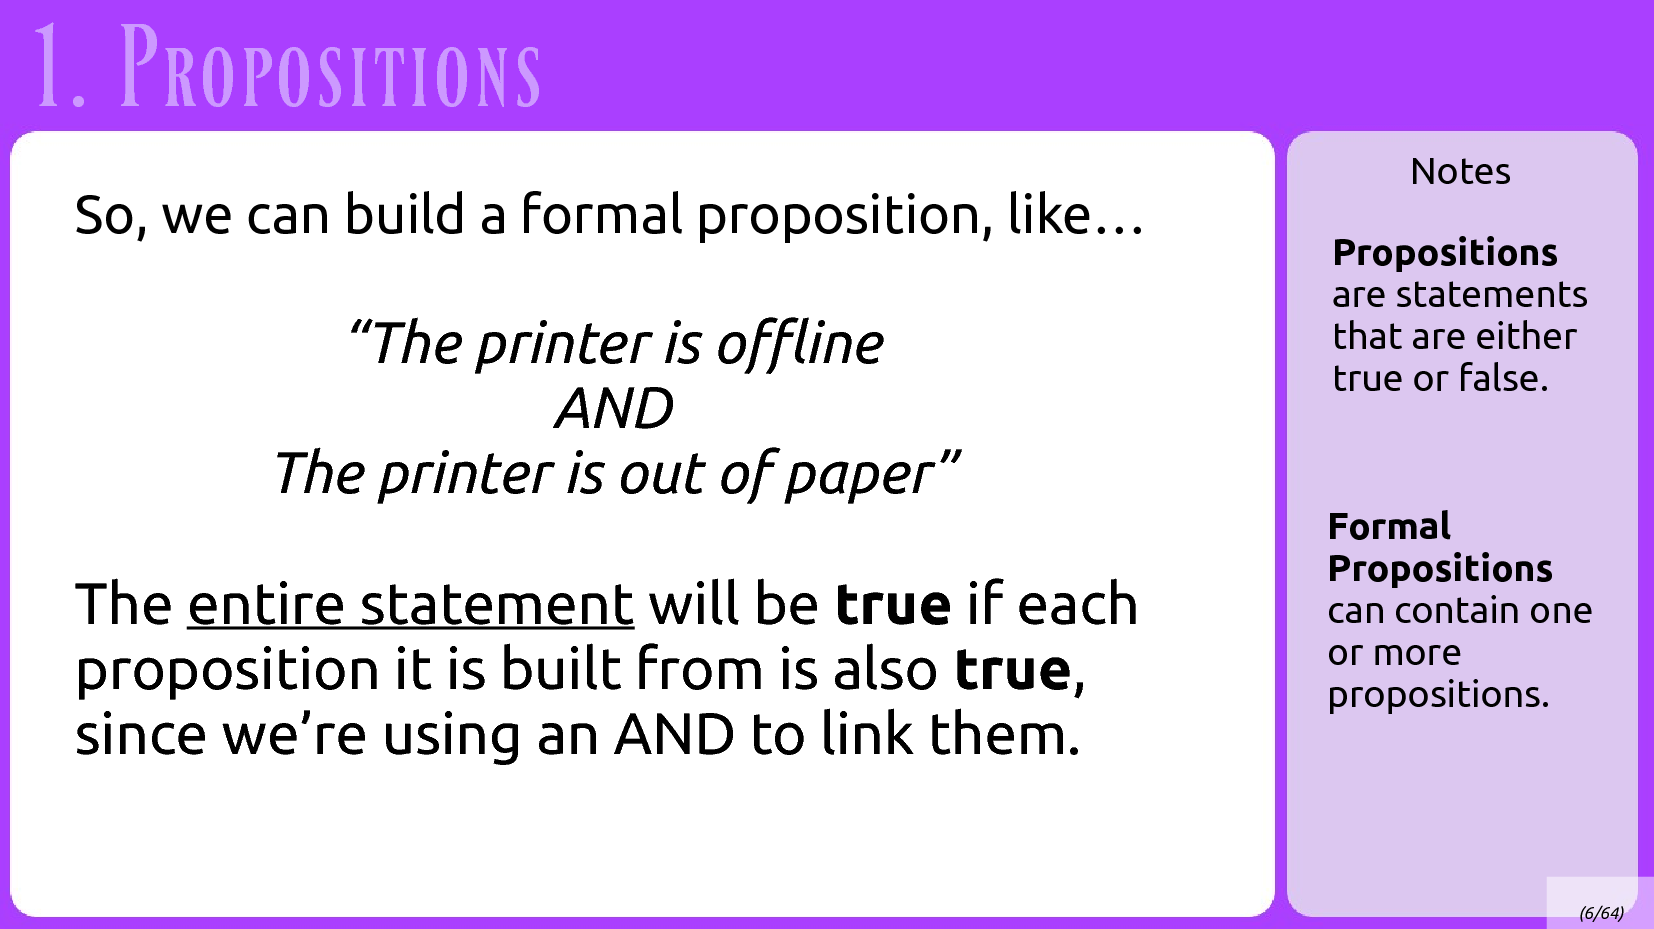 1. Propositions
So, we can build a formal proposition, like…
“The printer is offline
AND
The printer is out of paper”
The entire statement will be true if each
proposition it is built from is also true,
since we’re using an AND to link them.
Notes
Propositions
are statements
that are either
true or false.
Formal
Propositions
can contain one
or more
propositions.
(6/64)